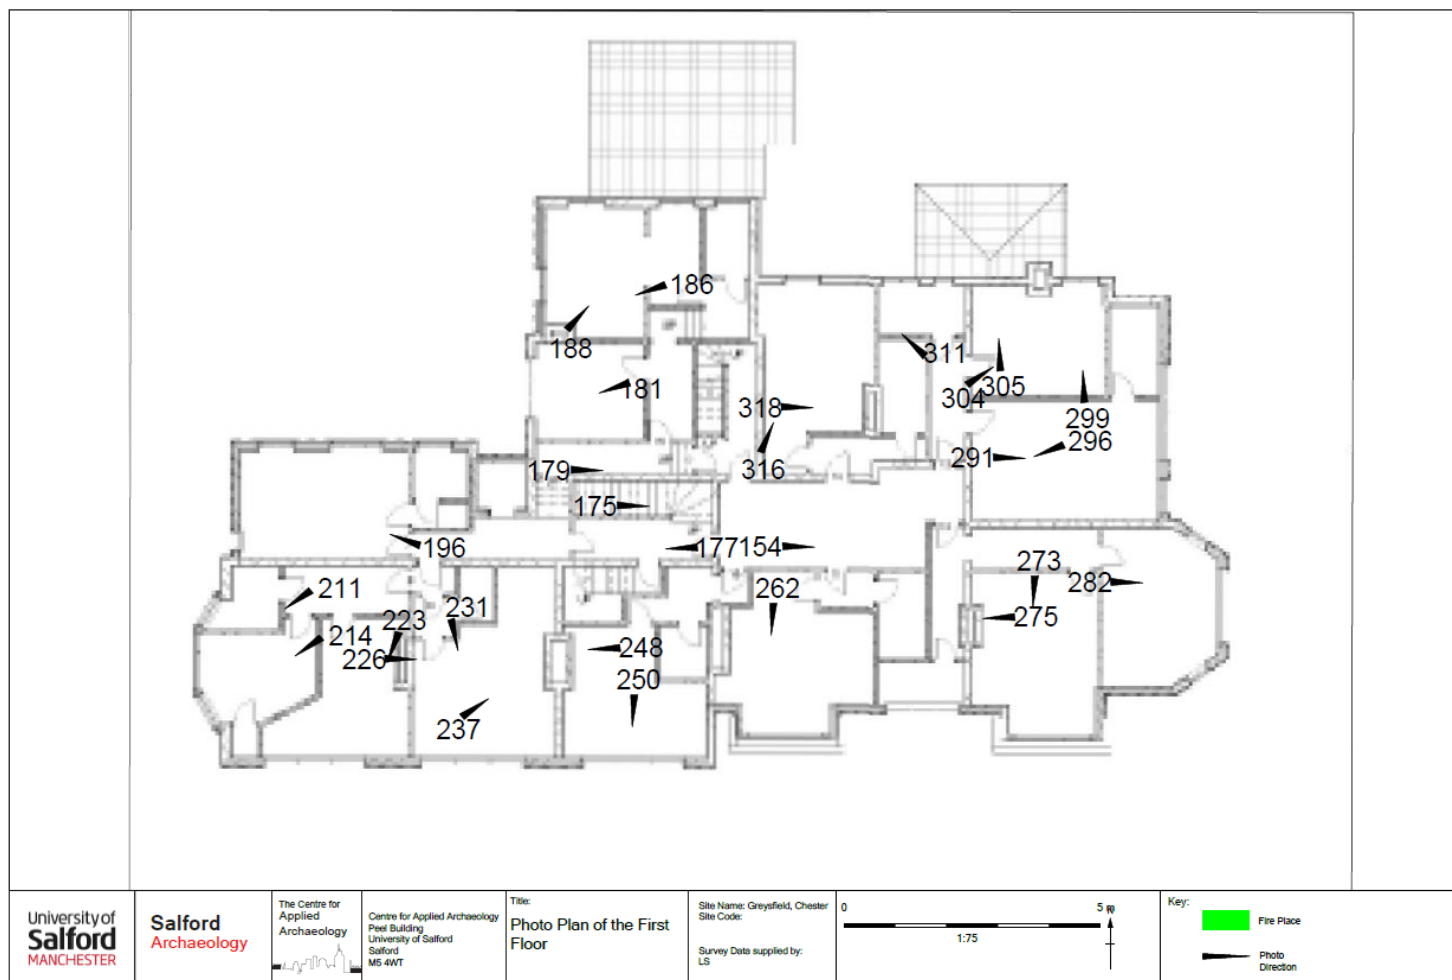 186
188
311
181
305
304
318
299
296
316
291
179
175
196
177
154
273
282
262
211
231
223
275
214
226
248
250
237
University of
Salford
MANCHESTER
Salford
Archaeology
The Centre for
Applied
Archaeology
Centre for Applied Archaeology
Peel Building
University of Salford
Salford
M5 4WT
Title:
Photo Plan of the First
Floor
Site Name: Greysfield, Chester
Site Code:
Survey Data supplied by:
LS
0
5 m
1:75
Key:
Fire Place
Photo
Direction